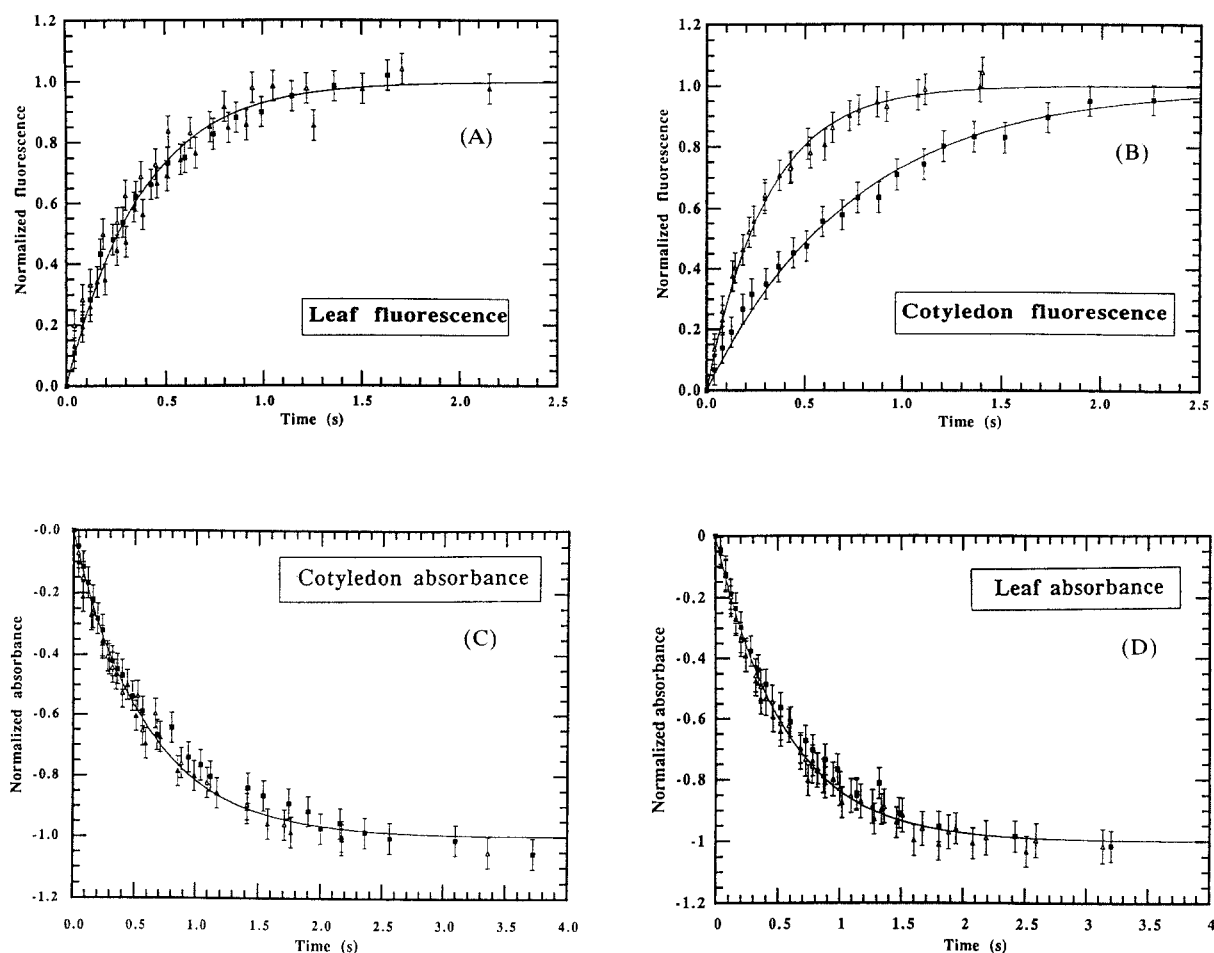 1.2
1.0
0.8
0.6
0.4
0.2
0.0
Normalized fluorescence
(A)
Leaf fluorescence
0.0 0.5 1.0 1.5 2.0 2.5
Time (s)
1.2
1.0
0.8
0.6
0.4
0.2
0.0
Normalized fluorescence
(B)
Cotyledon fluorescence
0.0 0.5 1.0 1.5 2.0 2.5
Time (s)
-0.0
-0.2
-0.4
-0.6
-0.8
-1.0
-1.2
Normalized absorbance
Cotyledon absorbance
(C)
0.0 0.5 1.0 1.5 2.0 2.5 3.0 3.5 4.0
Time (s)
0
-0.2
-0.4
-0.6
-0.8
-1
-1.2
Normalized absorbance
Leaf absorbance
(D)
0 0.5 1 1.5 2 2.5 3 3.5 4
Time (s)